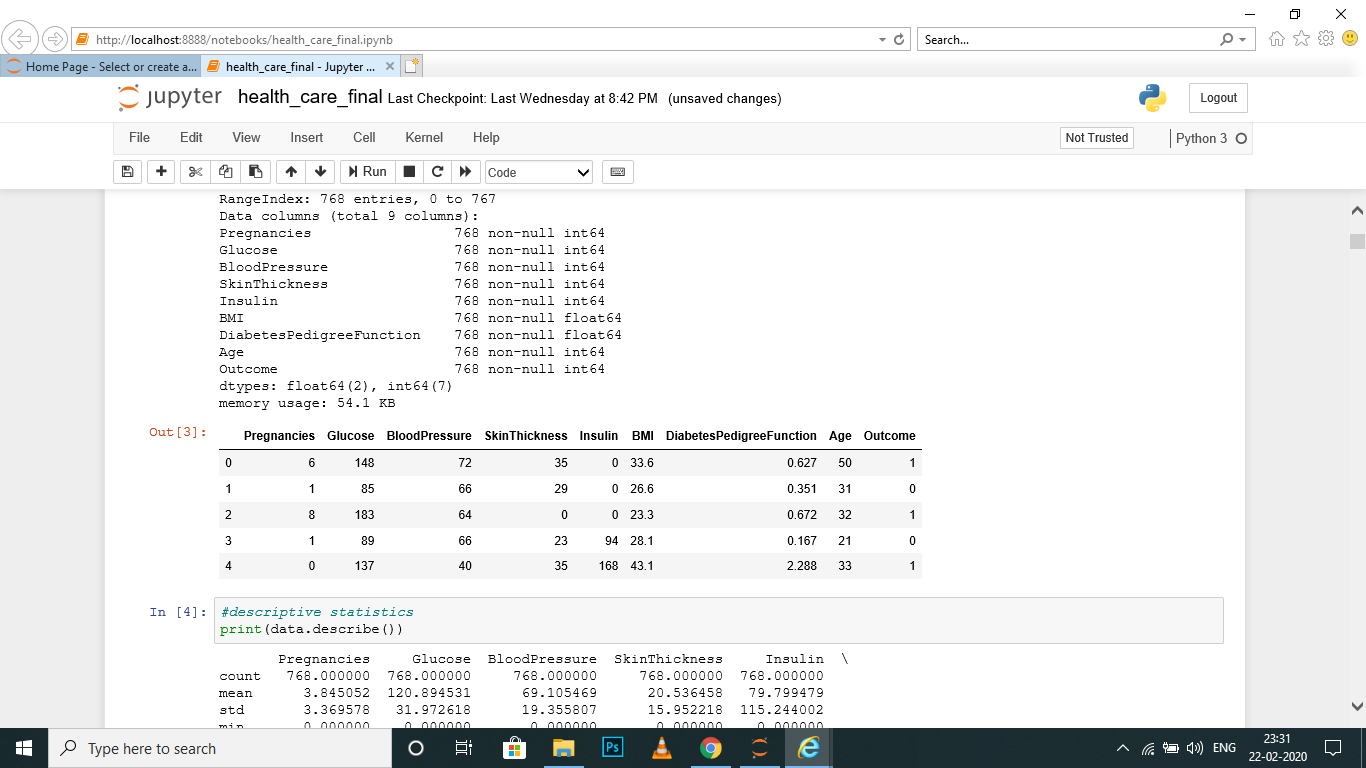 http://localhost:8888/notebooks/health_care_final.ipynb
Search...
Home Page - Select or create a...
health_care_final - Jupyter ...
jupyter health_care_final Last Checkpoint: Last Wednesday at 8:42 PM (unsaved changes)
Logout
File Edit View Insert Cell Kernel Help
Not Trusted
Python 3
Run
Code
RangeIndex: 768 entries, 0 to 767
Data columns (total 9 columns):
Pregnancies 768 non-null int64
Glucose 768 non-null int64
BloodPressure 768 non-null int64
SkinThickness 768 non-null int64
Insulin 768 non-null int64
BMI 768 non-null float64
DiabetesPedigreeFunction 768 non-null float64
Age 768 non-null int64
Outcome 768 non-null int64
dtypes: float64(2), int64(7)
memory usage: 54.1 KB
Out[3]:
Pregnancies Glucose BloodPressure SkinThickness Insulin BMI DiabetesPedigreeFunction Age Outcome
0 6 148 72 35 0 33.6 0.627 50 1
1 1 85 66 29 0 26.6 0.351 31 0
2 8 183 64 0 0 23.3 0.672 32 1
3 1 89 66 23 94 28.1 0.167 21 0
4 0 137 40 35 168 43.1 2.288 33 1
In [4]: #descriptive statistics
print(data.describe())
Pregnancies Glucose BloodPressure SkinThickness Insulin \
count 768.000000 768.000000 768.000000 768.000000 768.000000
mean 3.845052 120.894531 69.105469 20.536458 79.799479
std 3.369578 31.972618 19.355807 15.952218 115.244002
min 0.000000 0.000000 0.000000 0.000000 0.000000
Type here to search
Ps
ENG
23:31
22-02-2020